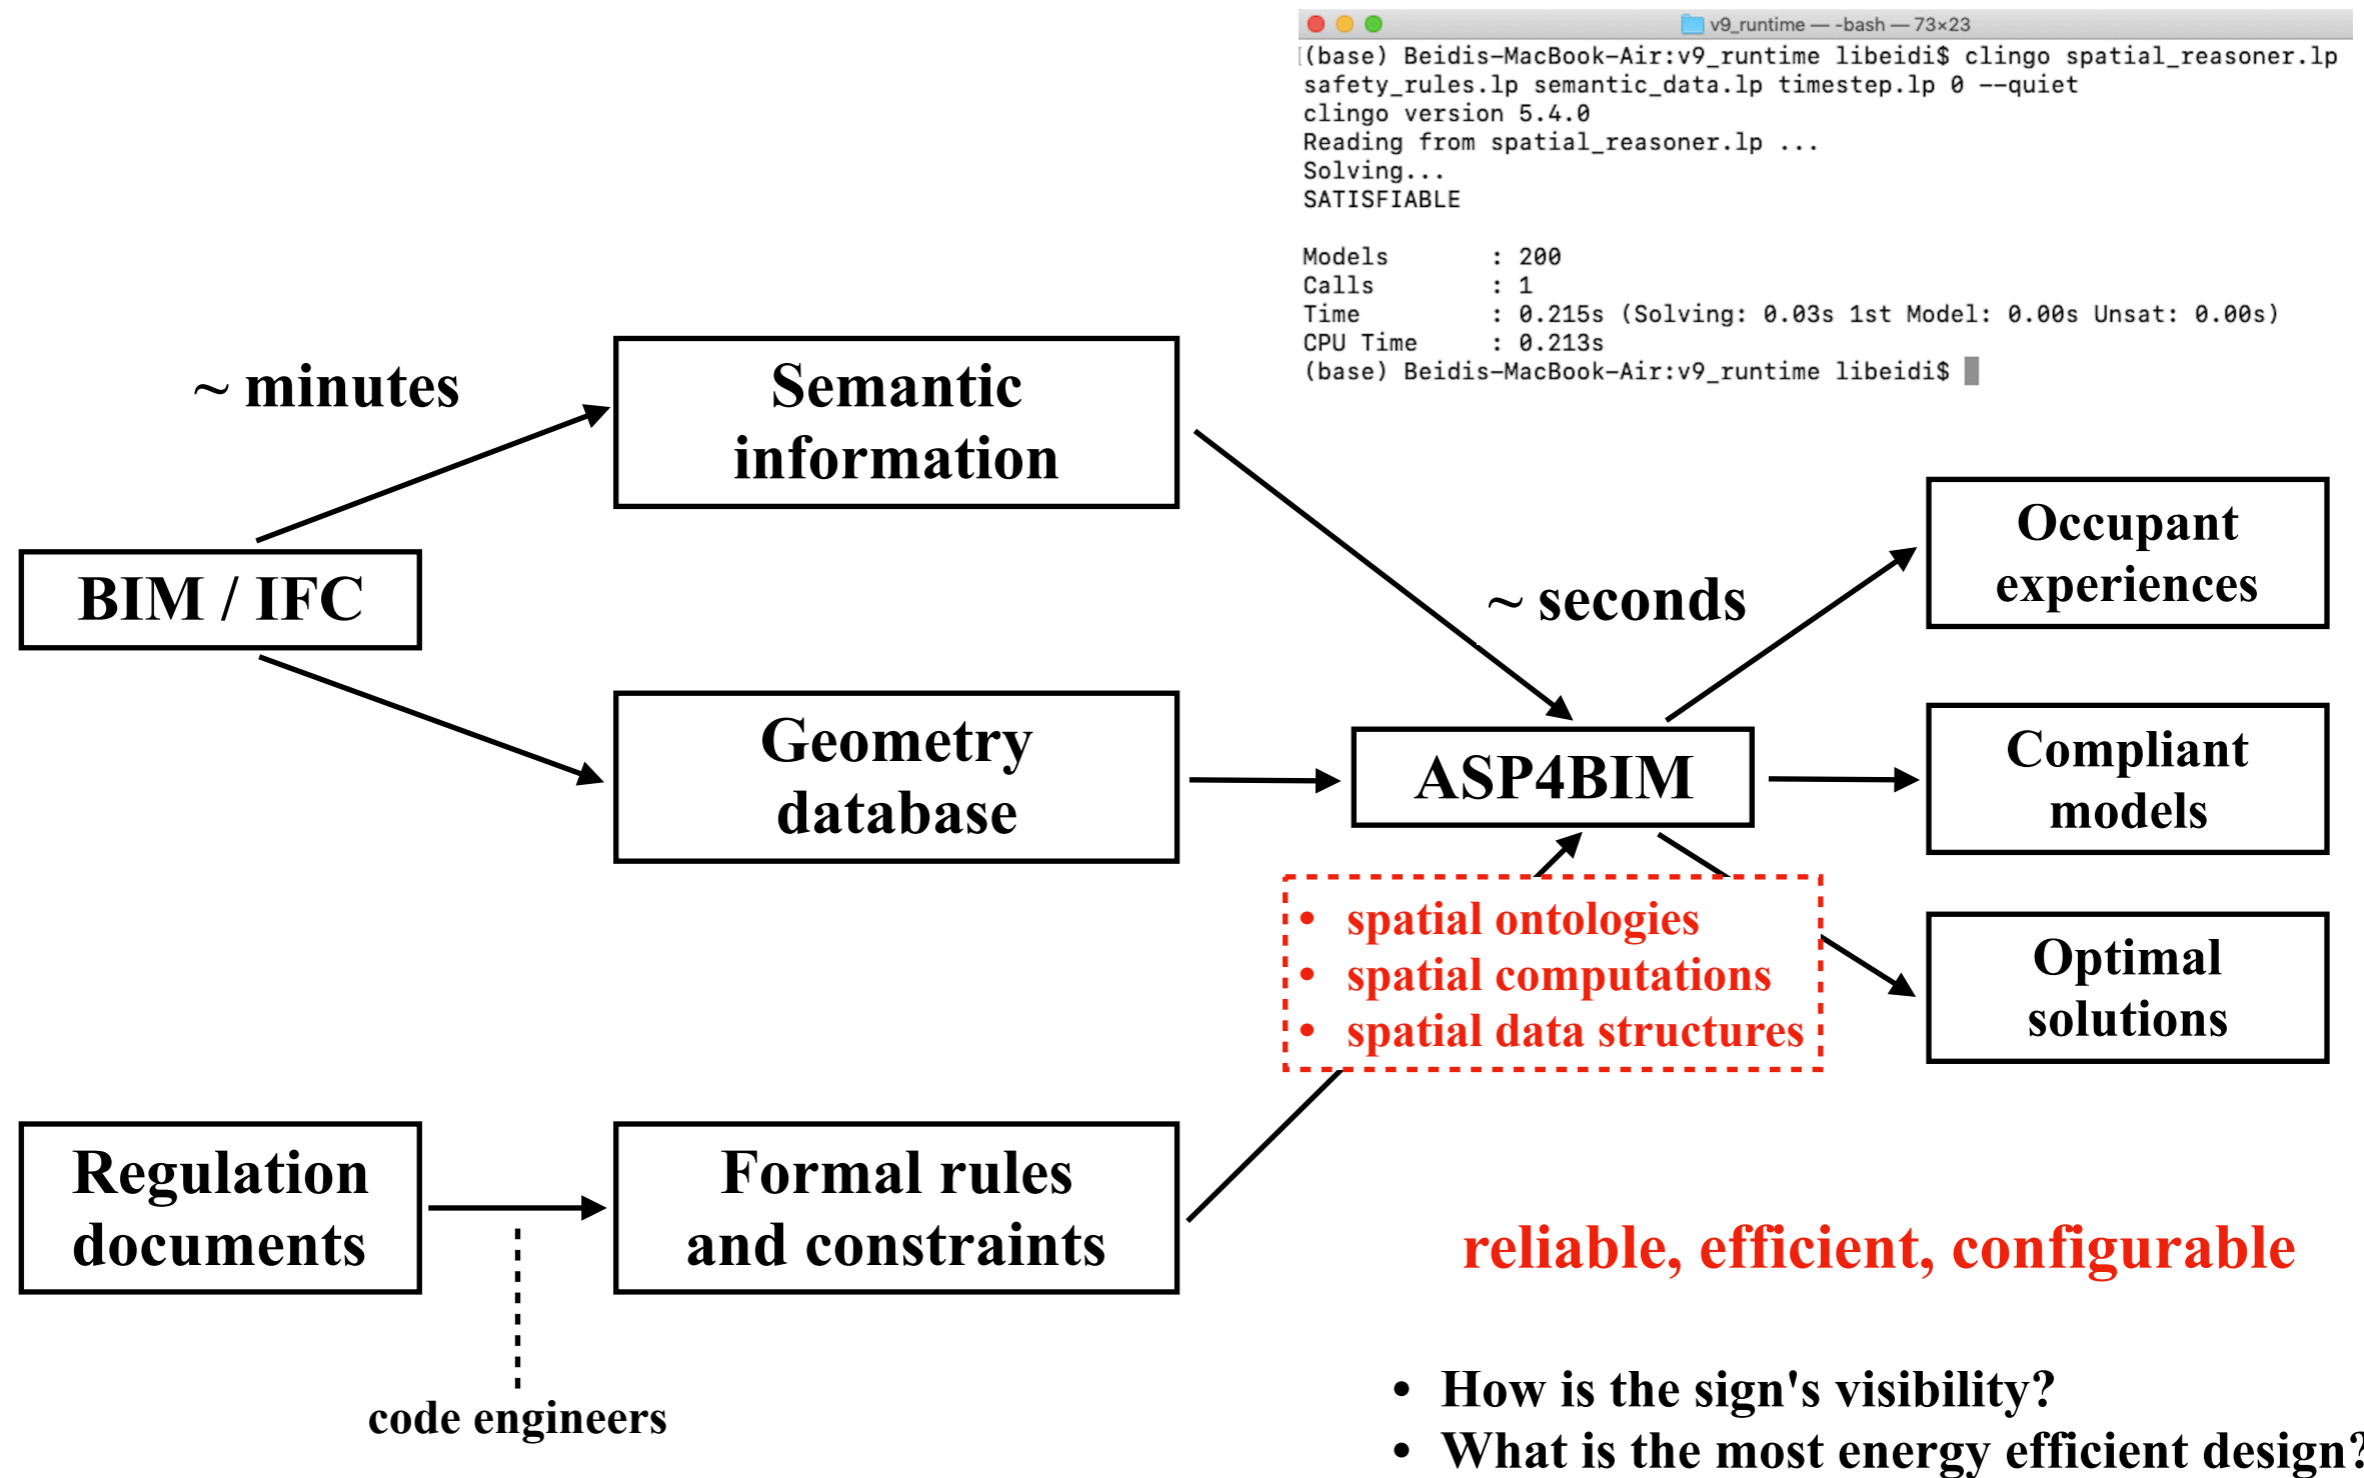 v9_runtime — -bash — 73×23
(base) Beidis-MacBook-Air:v9_runtime libeidi$ clingo spatial_reasoner.lp
safety_rules.lp semantic_data.lp timestep.lp 0 --quiet
clingo version 5.4.0
Reading from spatial_reasoner.lp ...
Solving...
SATISFIABLE
Models : 200
Calls : 1
Time : 0.215s (Solving: 0.03s 1st Model: 0.00s Unsat: 0.00s)
CPU Time : 0.213s
(base) Beidis-MacBook-Air:v9_runtime libeidi$
~ minutes
Semantic
information
BIM / IFC
Geometry
database
~ seconds
ASP4BIM
Occupant
experiences
Compliant
models
Optimal
solutions
• spatial ontologies
• spatial computations
• spatial data structures
Regulation
documents
Formal rules
and constraints
code engineers
reliable, efficient, configurable
• How is the sign's visibility?
• What is the most energy efficient design?